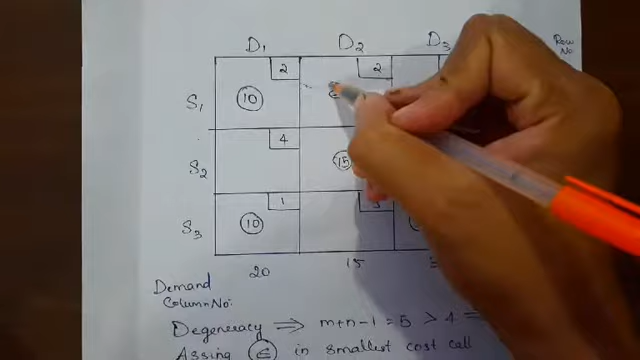 D1 D2 D3 Row No
2 2
S1 10 ϵ
4
S2 15
1 3
S3 10
20 15
Demand
Column No:
Degeneracy ⟹ m+n-1 = 5 > 4 =
Assing ϵ in smallest cost cell